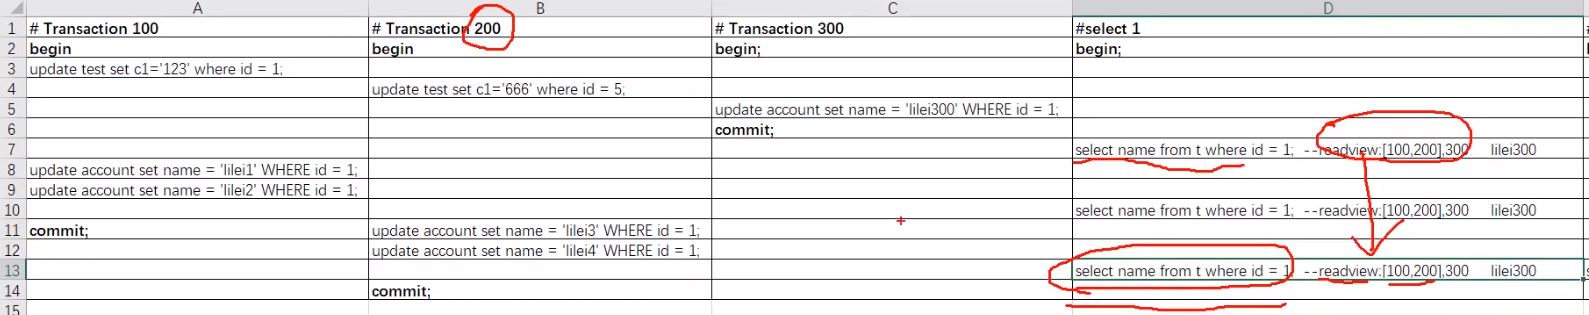 A B C D
1 # Transaction 100 # Transaction 200 # Transaction 300 #select 1
2 begin begin begin; begin;
3 update test set c1='123' where id = 1;
4 update test set c1='666' where id = 5;
5 update account set name = 'lilei300' WHERE id = 1;
6 commit;
7 select name from t where id = 1; --readview:[100,200],300 lilei300
8 update account set name = 'lilei1' WHERE id = 1;
9 update account set name = 'lilei2' WHERE id = 1;
10 select name from t where id = 1; --readview:[100,200],300 lilei300
11 commit; update account set name = 'lilei3' WHERE id = 1;
12 update account set name = 'lilei4' WHERE id = 1;
13 select name from t where id = 1; --readview:[100,200],300 lilei300
14 commit;
15